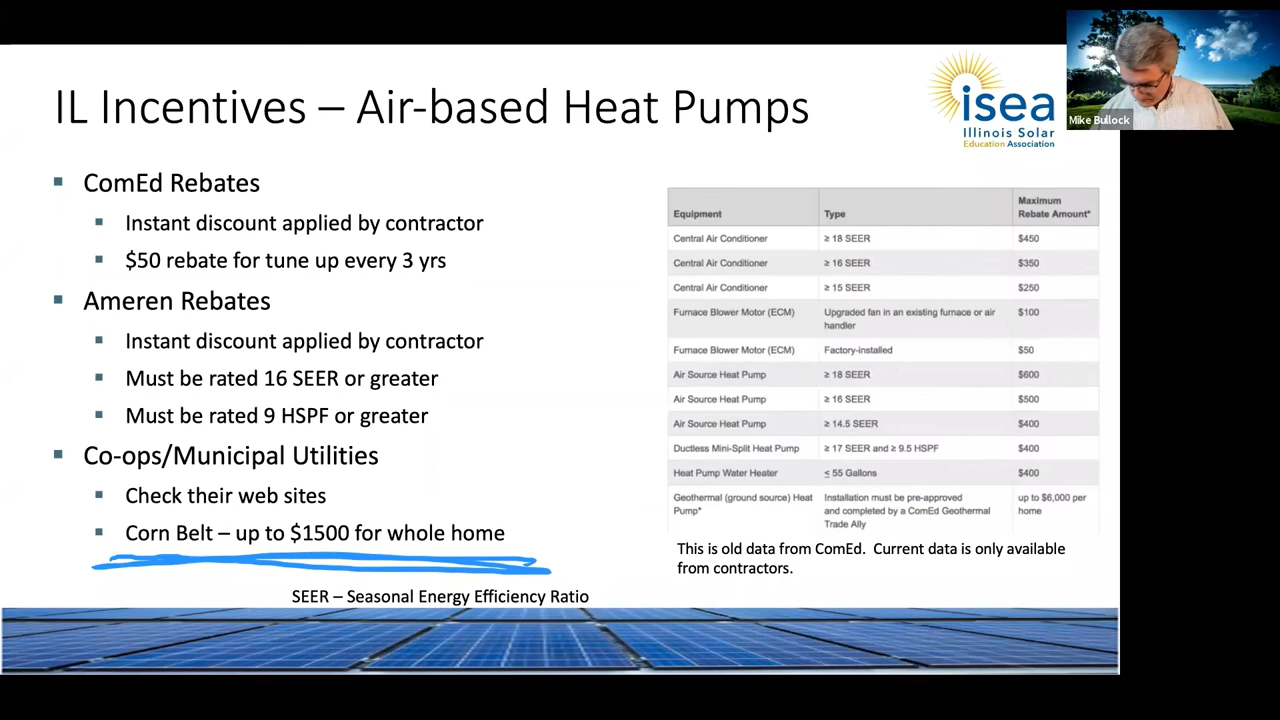 IL Incentives – Air-based Heat Pumps
isea
Illinois Solar
Education Association
Mike Bullock
▪ ComEd Rebates
▪ Instant discount applied by contractor
▪ $50 rebate for tune up every 3 yrs
▪ Ameren Rebates
▪ Instant discount applied by contractor
▪ Must be rated 16 SEER or greater
▪ Must be rated 9 HSPF or greater
▪ Co-ops/Municipal Utilities
▪ Check their web sites
▪ Corn Belt – up to $1500 for whole home
SEER – Seasonal Energy Efficiency Ratio
Equipment Type Maximum Rebate Amount*
Central Air Conditioner ≥ 18 SEER $450
Central Air Conditioner ≥ 16 SEER $350
Central Air Conditioner ≥ 15 SEER $250
Furnace Blower Motor (ECM) Upgraded fan in an existing furnace or air handler $100
Furnace Blower Motor (ECM) Factory-installed $50
Air Source Heat Pump ≥ 18 SEER $600
Air Source Heat Pump ≥ 16 SEER $500
Air Source Heat Pump ≥ 14.5 SEER $400
Ductless Mini-Split Heat Pump ≥ 17 SEER and ≥ 9.5 HSPF $400
Heat Pump Water Heater ≤ 55 Gallons $400
Geothermal (ground source) Heat Pump* Installation must be pre-approved and completed by a ComEd Geothermal Trade Ally up to $6,000 per home
This is old data from ComEd. Current data is only available
from contractors.